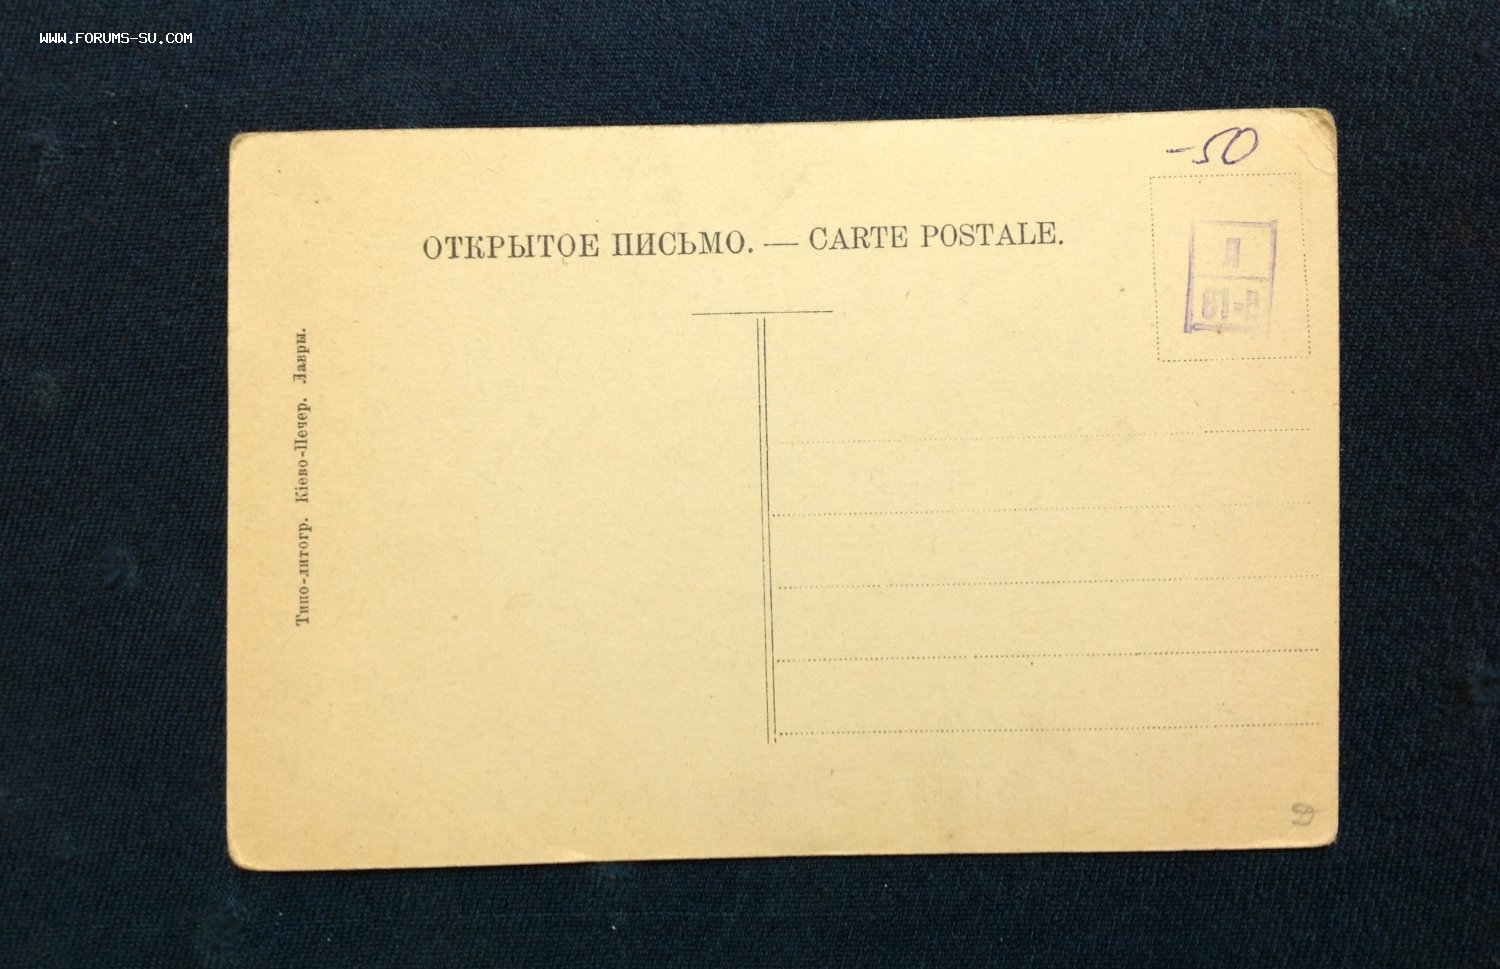 WWW.FORUMS-SU.COM
-50
ОТКРЫТОЕ ПИСЬМО. — CARTE POSTALE.
Типо-литогр. Кіево-Печер. Лавры.